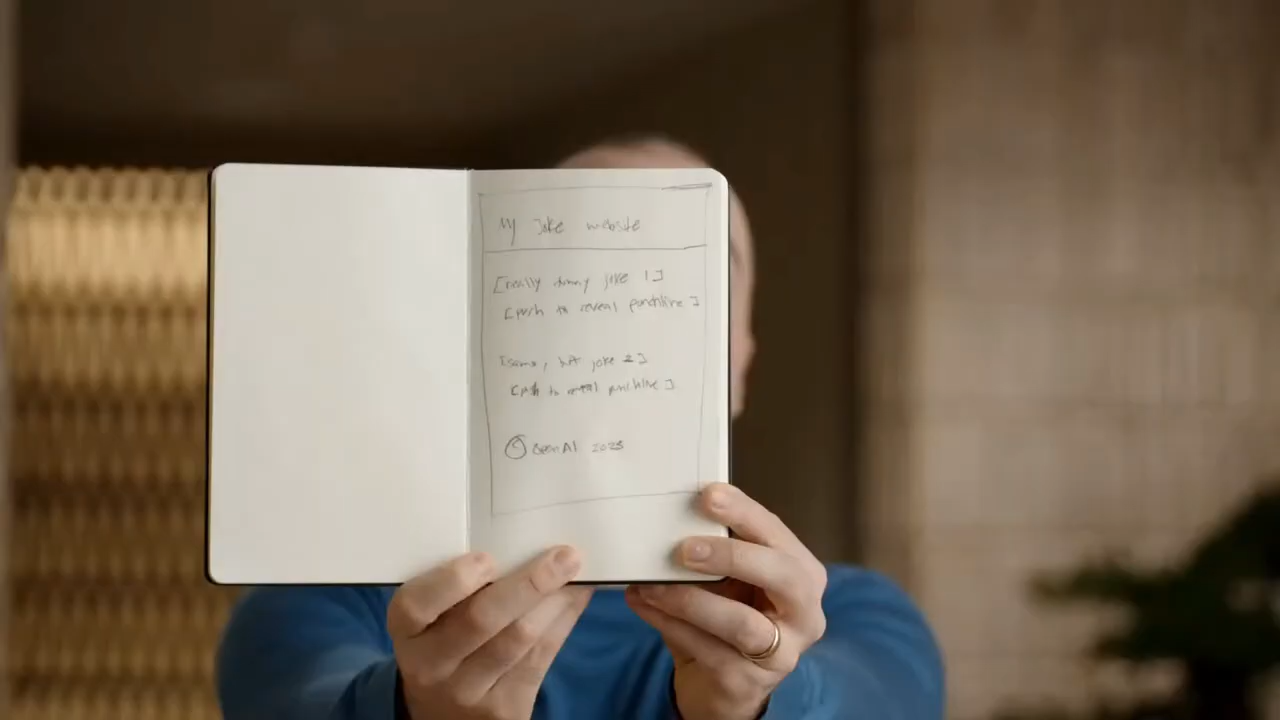 My Joke Website
[really funny joke 1]
[push to reveal punchline]
[same, but joke 2]
[push to reveal punchline]
© OpenAI 2023